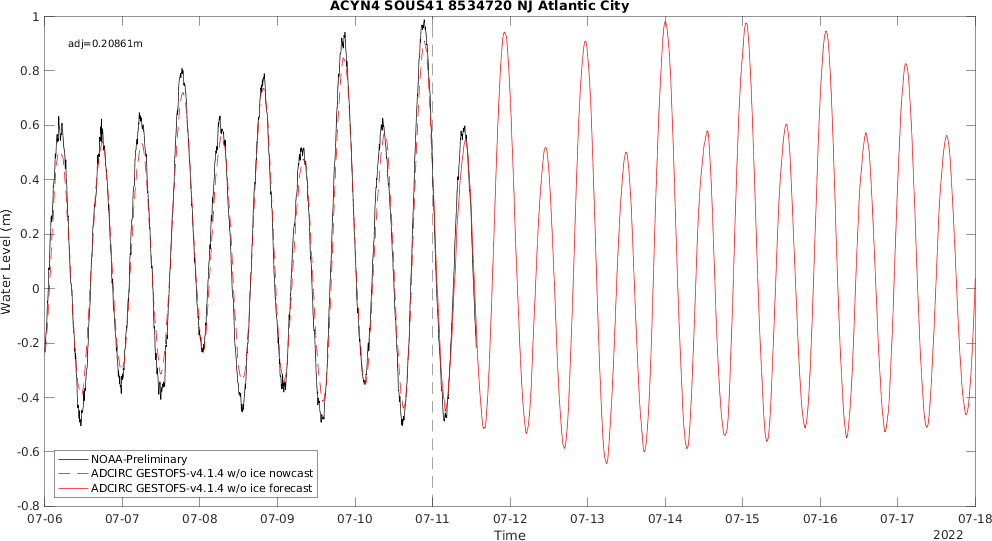 ACYN4 SOUS41 8534720 NJ Atlantic City
adj=0.20861m
1
0.8
0.6
0.4
0.2
0
-0.2
-0.4
-0.6
-0.8
Water Level (m)
NOAA-Preliminary
ADCIRC GESTOFS-v4.1.4 w/o ice nowcast
ADCIRC GESTOFS-v4.1.4 w/o ice forecast
07-06 07-07 07-08 07-09 07-10 07-11 07-12 07-13 07-14 07-15 07-16 07-17 07-18
Time
2022